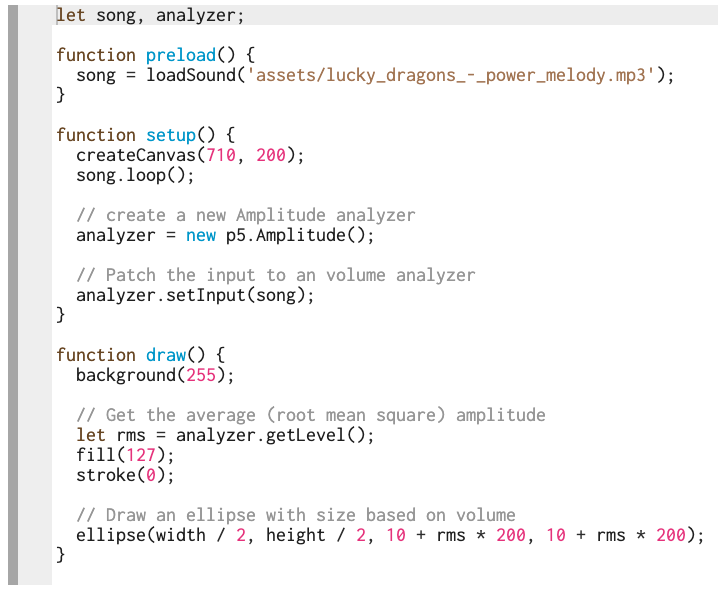 let song, analyzer;
function preload() {
song = loadSound('assets/lucky_dragons_-_power_melody.mp3');
}
function setup() {
createCanvas(710, 200);
song.loop();
// create a new Amplitude analyzer
analyzer = new p5.Amplitude();
// Patch the input to an volume analyzer
analyzer.setInput(song);
}
function draw() {
background(255);
// Get the average (root mean square) amplitude
let rms = analyzer.getLevel();
fill(127);
stroke(0);
// Draw an ellipse with size based on volume
ellipse(width / 2, height / 2, 10 + rms * 200, 10 + rms * 200);
}